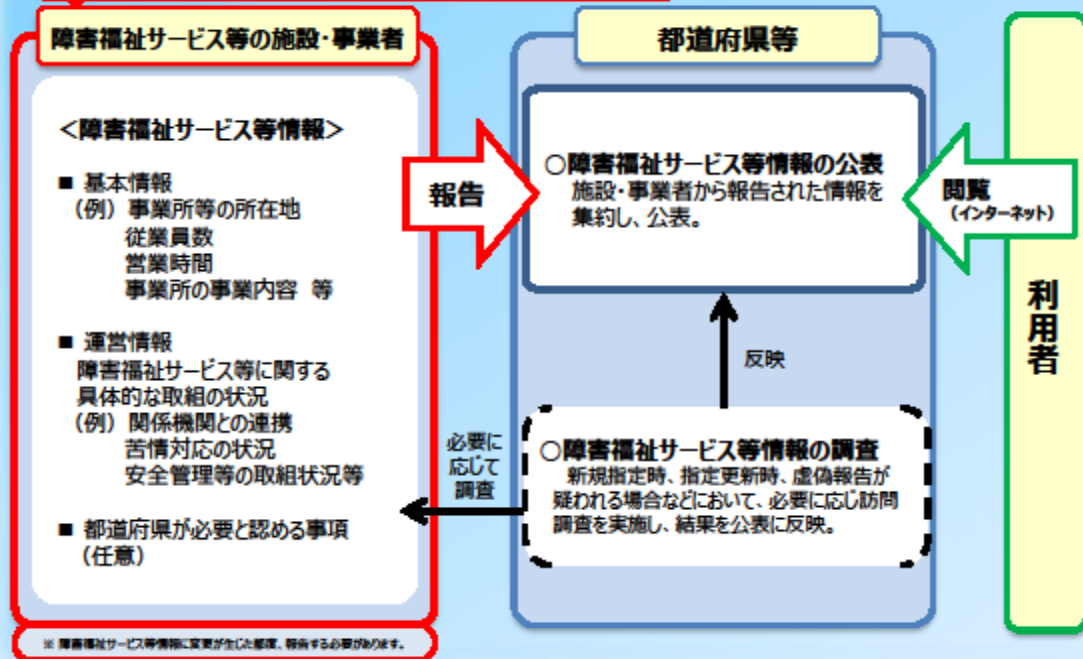 障害福祉サービス等の施設・事業者
＜障害福祉サービス等情報＞
■ 基本情報
（例）事業所等の所在地
従業員数
営業時間
事業所の事業内容 等
■ 運営情報
障害福祉サービス等に関する
具体的な取組の状況
（例）関係機関との連携
苦情対応の状況
安全管理等の取組状況等
■ 都道府県が必要と認める事項
（任意）
※ 障害福祉サービス等情報に変更が生じた都度、報告する必要があります。
報告
必要に
応じて
調査
都道府県等
○障害福祉サービス等情報の公表
施設・事業者から報告された情報を
集約し、公表。
反映
○障害福祉サービス等情報の調査
新規指定時、指定更新時、虚偽報告が
疑われる場合などにおいて、必要に応じ訪問
調査を実施し、結果を公表に反映。
閲覧
（インターネット）
利用者